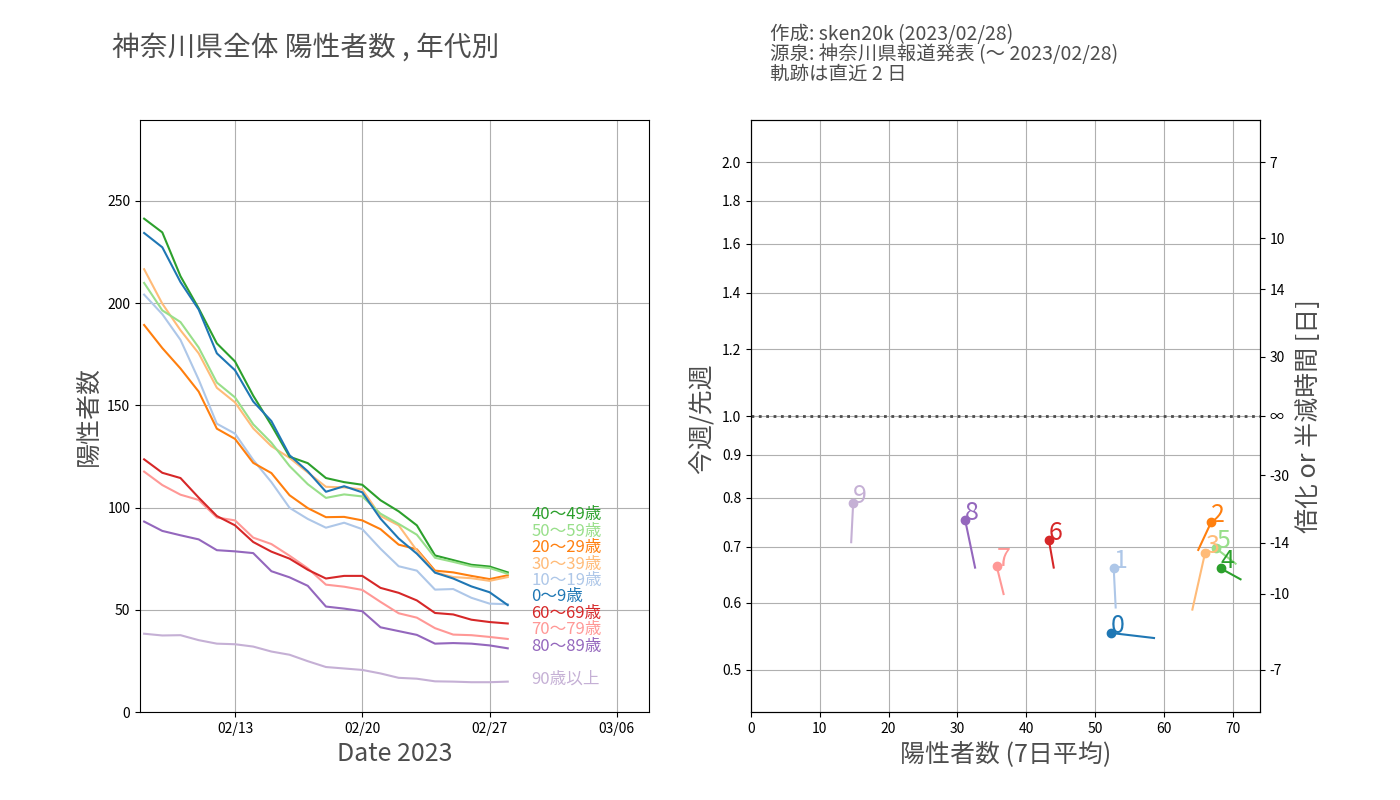 神奈川県全体 陽性者数 , 年代別
作成: sken20k (2023/02/28)
源泉: 神奈川県報道発表 (〜 2023/02/28)
軌跡は直近 2 日
陽性者数
250
200
150
100
50
0
02/13
02/20
02/27
03/06
Date 2023
40〜49歳
50〜59歳
20〜29歳
30〜39歳
10〜19歳
0〜9歳
60〜69歳
70〜79歳
80〜89歳
90歳以上
今週/先週
2.0
1.8
1.6
1.4
1.2
1.0
0.9
0.8
0.7
0.6
0.5
9
8
7
6
1
0
2
3
5
4
0
10
20
30
40
50
60
70
陽性者数 (7日平均)
7
10
14
30
∞
-30
-14
-10
-7
倍化 or 半減時間 [日]